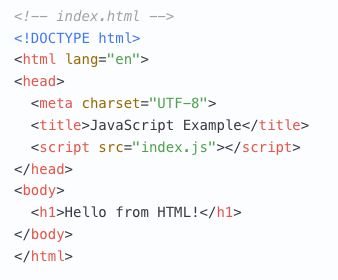 <!-- index.html -->
<!DOCTYPE html>
<html lang="en">
<head>
  <meta charset="UTF-8">
  <title>JavaScript Example</title>
  <script src="index.js"></script>
</head>
<body>
  <h1>Hello from HTML!</h1>
</body>
</html>